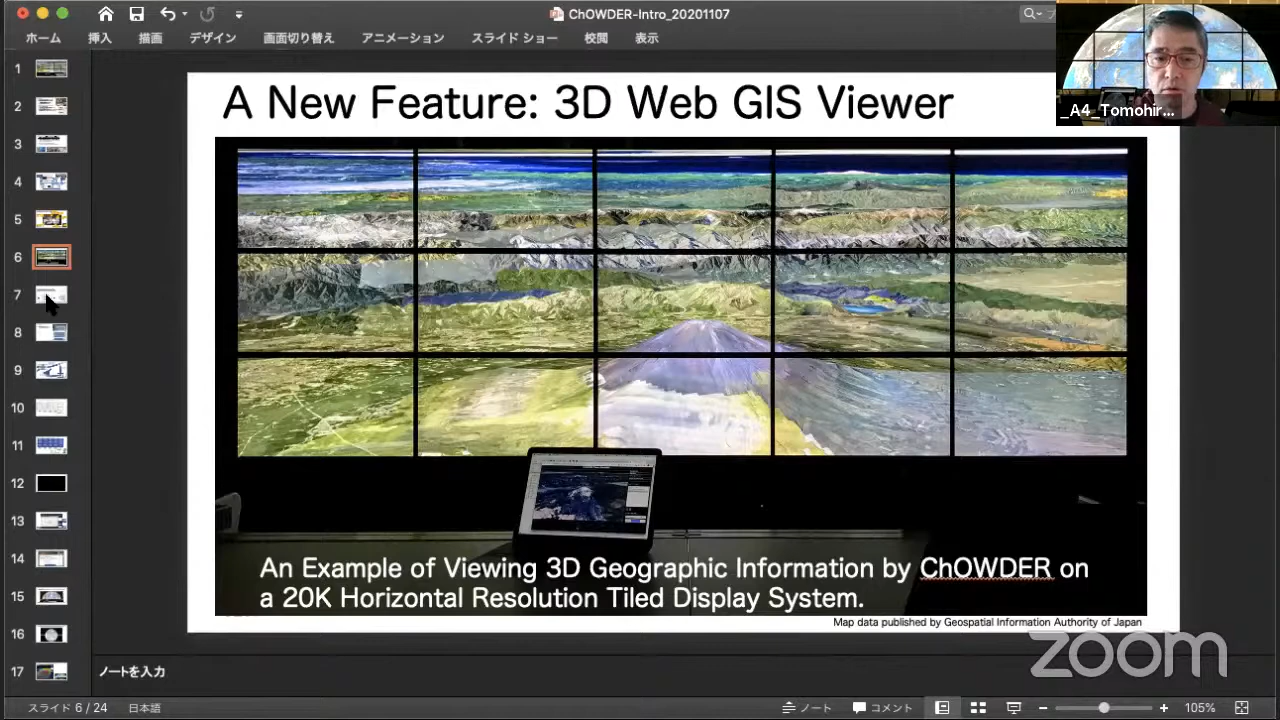 ChOWDER-Intro_20201107
ホーム 挿入 描画 デザイン 画面切り替え アニメーション スライド ショー 校閲 表示
_A4_Tomohir...
A New Feature: 3D Web GIS Viewer
1
2
3
4
5
6
7
8
9
10
11
12
13
14
15
16
17
An Example of Viewing 3D Geographic Information by ChOWDER on
a 20K Horizontal Resolution Tiled Display System.
Map data published by Geospatial Information Authority of Japan
zoom
ノートを入力
スライド 6 / 24 日本語 ノート コメント 105%